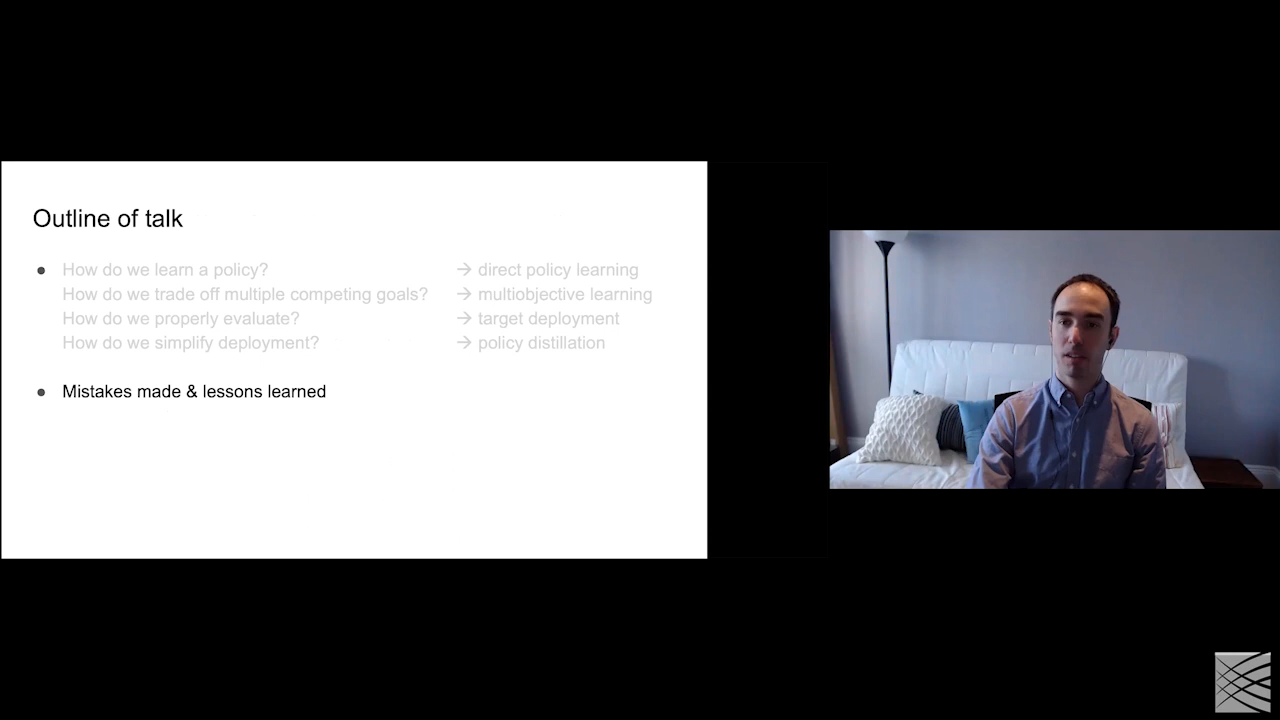 Outline of talk
● How do we learn a policy? → direct policy learning
How do we trade off multiple competing goals? → multiobjective learning
How do we properly evaluate? → target deployment
How do we simplify deployment? → policy distillation
● Mistakes made & lessons learned